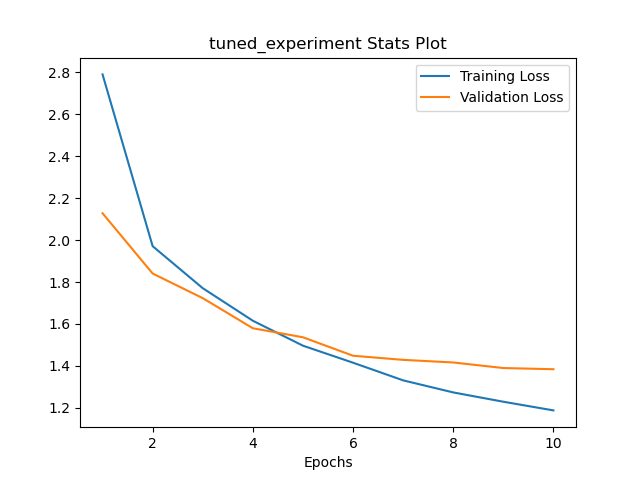 tuned_experiment Stats Plot
Training Loss
Validation Loss
2.8
2.6
2.4
2.2
2.0
1.8
1.6
1.4
1.2
2 4 6 8 10
Epochs